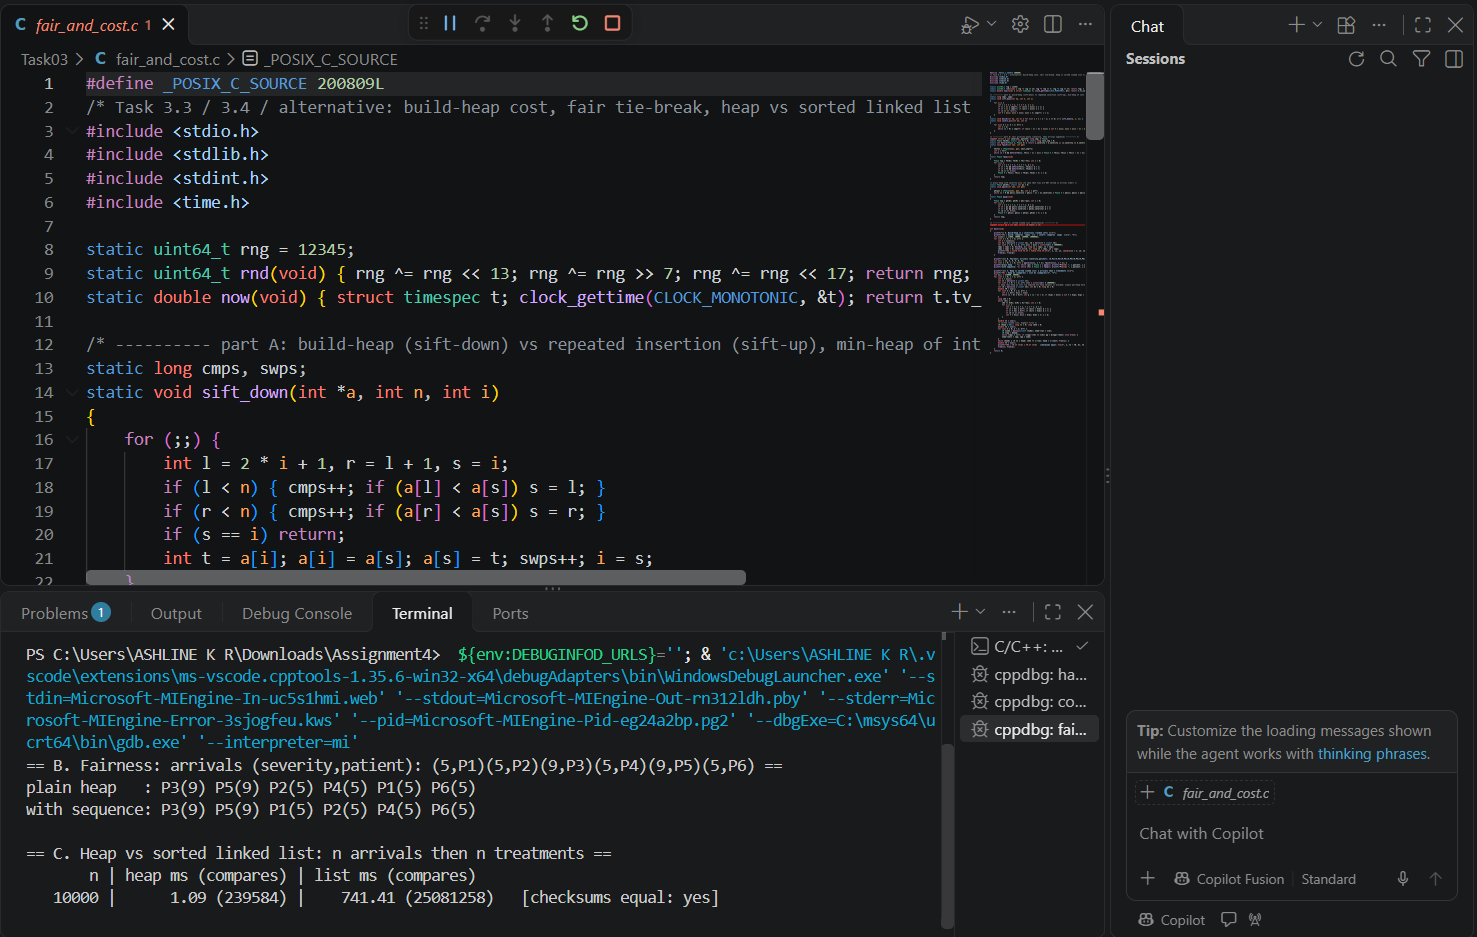 C fair_and_cost.c 1
Task03 > C fair_and_cost.c > _POSIX_C_SOURCE
1 #define _POSIX_C_SOURCE 200809L
2 /* Task 3.3 / 3.4 / alternative: build-heap cost, fair tie-break, heap vs sorted linked list
3 #include <stdio.h>
4 #include <stdlib.h>
5 #include <stdint.h>
6 #include <time.h>
7
8 static uint64_t rng = 12345;
9 static uint64_t rnd(void) { rng ^= rng << 13; rng ^= rng >> 7; rng ^= rng << 17; return rng;
10 static double now(void) { struct timespec t; clock_gettime(CLOCK_MONOTONIC, &t); return t.tv_
11
12 /* ---------- part A: build-heap (sift-down) vs repeated insertion (sift-up), min-heap of int
13 static long cmps, swps;
14 static void sift_down(int *a, int n, int i)
15 {
16 for (;;) {
17 int l = 2 * i + 1, r = l + 1, s = i;
18 if (l < n) { cmps++; if (a[l] < a[s]) s = l; }
19 if (r < n) { cmps++; if (a[r] < a[s]) s = r; }
20 if (s == i) return;
21 int t = a[i]; a[i] = a[s]; a[s] = t; swps++; i = s;
22 }
Problems 1 Output Debug Console Terminal Ports
PS C:\Users\ASHLINE K R\Downloads\Assignment4>  ${env:DEBUGINFOD_URLS}=''; & 'c:\Users\ASHLINE K R\.v
scode\extensions\ms-vscode.cpptools-1.35.6-win32-x64\debugAdapters\bin\WindowsDebugLauncher.exe' '--s
tdin=Microsoft-MIEngine-In-uc5s1hmi.web' '--stdout=Microsoft-MIEngine-Out-rn312ldh.pby' '--stderr=Mic
rosoft-MIEngine-Error-3sjogfeu.kws' '--pid=Microsoft-MIEngine-Pid-eg24a2bp.pg2' '--dbgExe=C:\msys64\u
crt64\bin\gdb.exe' '--interpreter=mi'
== B. Fairness: arrivals (severity,patient): (5,P1)(5,P2)(9,P3)(5,P4)(9,P5)(5,P6) ==
plain heap   : P3(9) P5(9) P2(5) P4(5) P1(5) P6(5)
with sequence: P3(9) P5(9) P1(5) P2(5) P4(5) P6(5)
== C. Heap vs sorted linked list: n arrivals then n treatments ==
n | heap ms (compares) | list ms (compares)
10000 |      1.09 (239584) |    741.41 (25081258)   [checksums equal: yes]
C/C++: ...
cppdbg: ha...
cppdbg: co...
cppdbg: fai...
Chat
Sessions
Tip: Customize the loading messages shown
while the agent works with thinking phrases.
C fair_and_cost.c
Chat with Copilot
Copilot Fusion Standard
Copilot